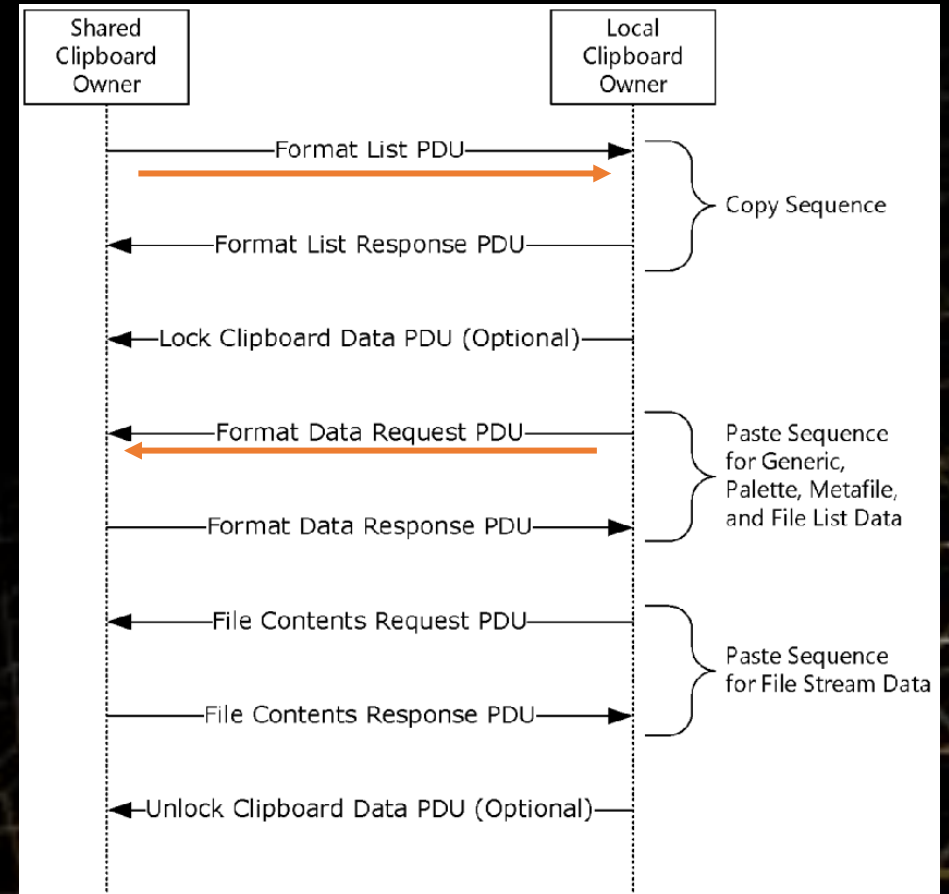 Shared
Clipboard
Owner
Local
Clipboard
Owner
Format List PDU
Copy Sequence
Format List Response PDU
Lock Clipboard Data PDU (Optional)
Format Data Request PDU
Paste Sequence
for Generic,
Palette, Metafile,
and File List Data
Format Data Response PDU
File Contents Request PDU
Paste Sequence
for File Stream Data
File Contents Response PDU
Unlock Clipboard Data PDU (Optional)